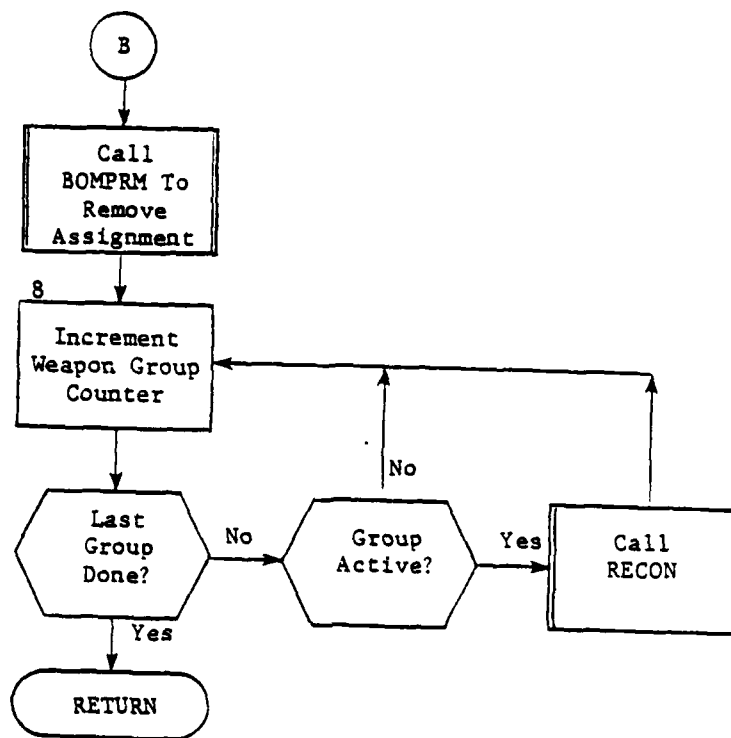 B
Call
BOMPRM To
Remove
Assignment
8
Increment
Weapon Group
Counter
No
Last
Group
Done?
No
Group
Active?
Yes
Call
RECON
Yes
RETURN